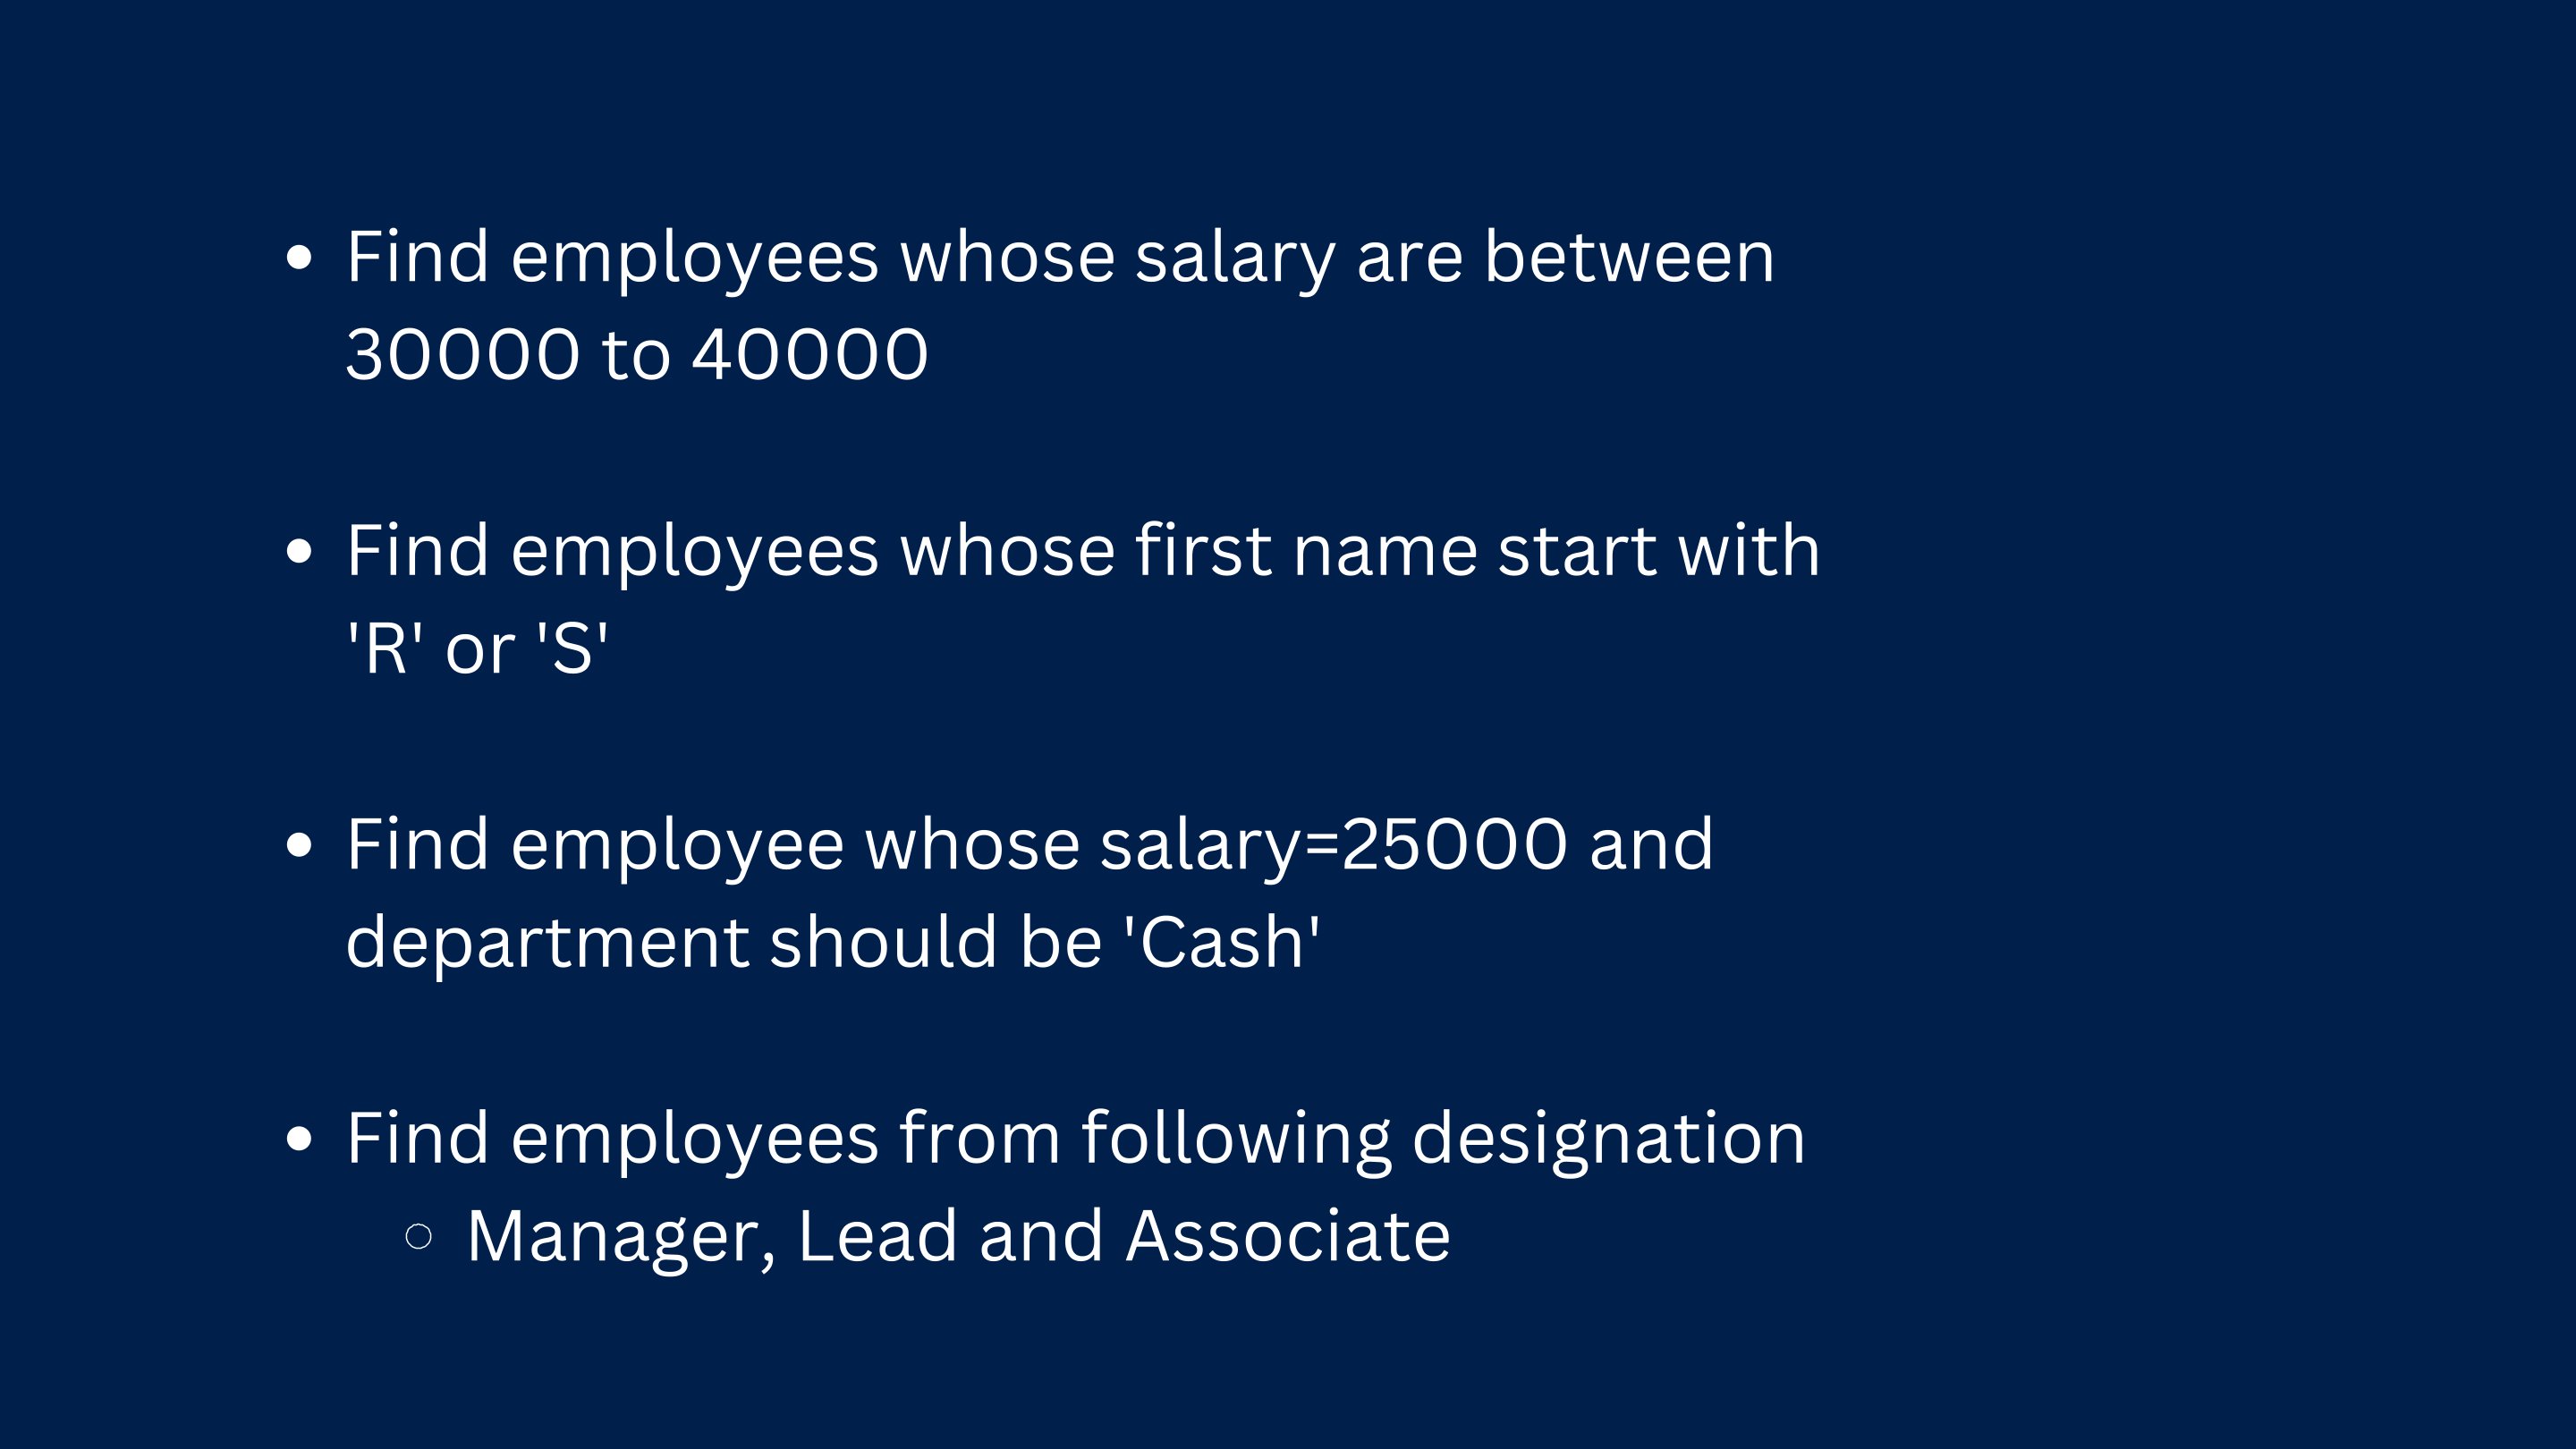 • Find employees whose salary are between
30000 to 40000
• Find employees whose first name start with
'R' or 'S'
• Find employee whose salary=25000 and
department should be 'Cash'
• Find employees from following designation
○ Manager, Lead and Associate